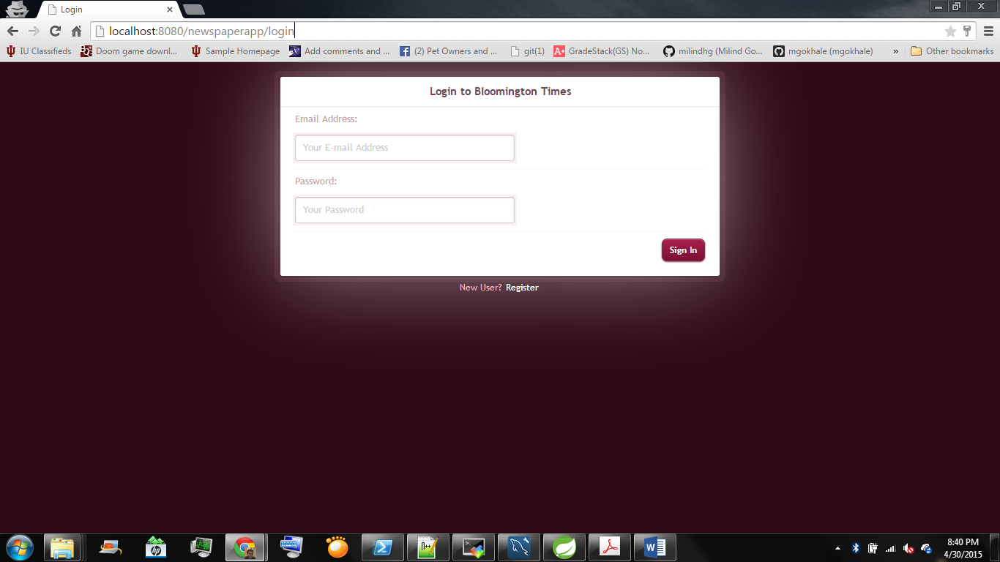 Login
localhost:8080/newspaperapp/login
IU Classifieds Doom game downl... Sample Homepage Add comments and ... (2) Pet Owners and ... git(1) A+ GradeStack(GS) No... milindhg (Milind Go... mgokhale (mgokhale) » Other bookmarks
Login to Bloomington Times
Email Address:
Your E-mail Address
Password:
Your Password
Sign In
New User? Register
8:40 PM
4/30/2015